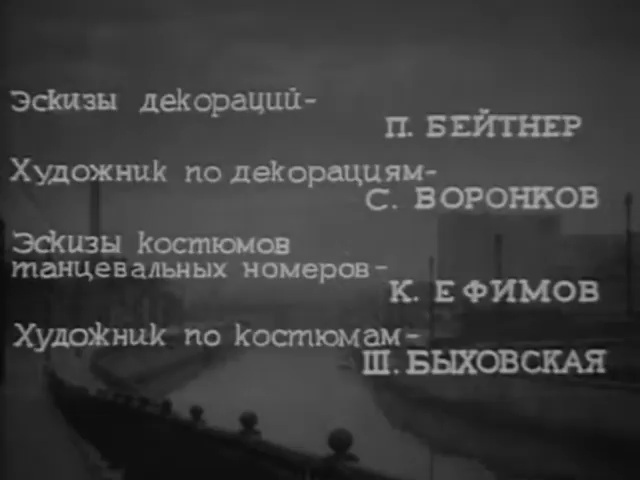 Эскизы декораций-
П. БЕЙТНЕР
Художник по декорациям-
С. ВОРОНКОВ
Эскизы костюмов
танцевальных номеров-
К. ЕФИМОВ
Художник по костюмам-
Ш. БЫХОВСКАЯ